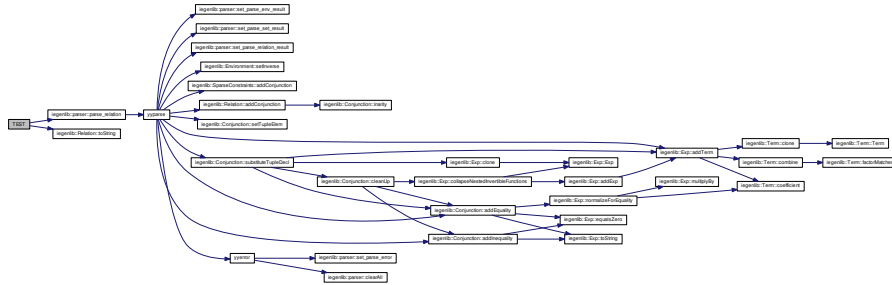 iegenlib::parser::set_parse_env_result
iegenlib::parser::set_parse_set_result
iegenlib::parser::set_parse_relation_result
iegenlib::Environment::setInverse
iegenlib::SparseConstraints::addConjunction
iegenlib::Relation::addConjunction
iegenlib::Conjunction::inarity
iegenlib::parser::parse_relation
yyparse
TEST
iegenlib::Conjunction::setTupleElem
iegenlib::Relation::toString
iegenlib::Term::clone
iegenlib::Term::Term
iegenlib::Exp::addTerm
iegenlib::Conjunction::substituteTupleDecl
iegenlib::Exp::clone
iegenlib::Exp::Exp
iegenlib::Term::combine
iegenlib::Term::factorMatches
iegenlib::Conjunction::cleanUp
iegenlib::Exp::collapseNestedInvertibleFunctions
iegenlib::Exp::addExp
iegenlib::Exp::multiplyBy
iegenlib::Term::coefficient
iegenlib::Exp::normalizeForEquality
iegenlib::Conjunction::addEquality
iegenlib::Exp::equalsZero
iegenlib::Conjunction::addInequality
iegenlib::Exp::toString
yyerror
iegenlib::parser::set_parse_error
iegenlib::parser::clearAll